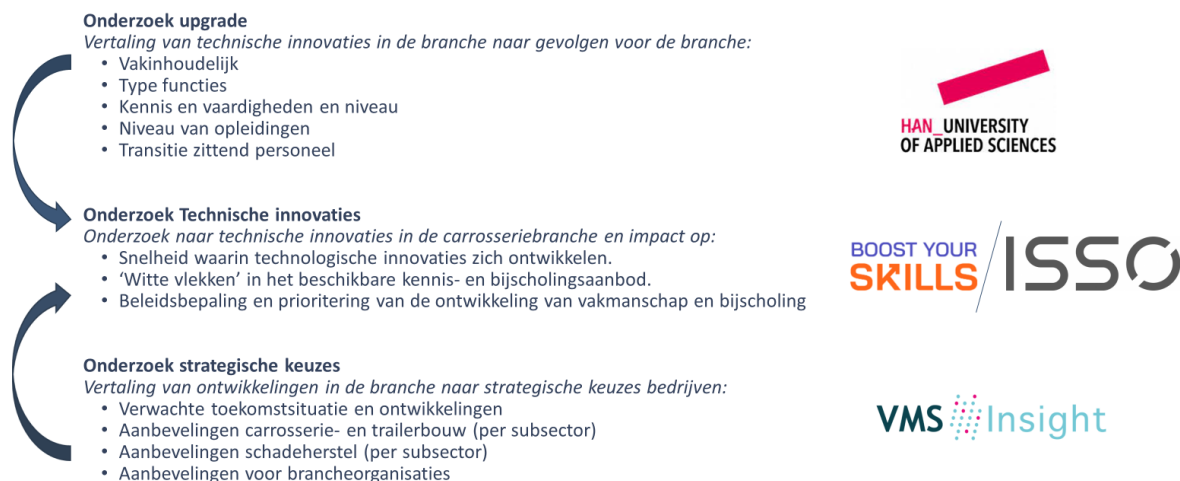 Onderzoek upgrade
Vertaling van technische innovaties in de branche naar gevolgen voor de branche:
• Vakinhoudelijk
• Type functies
• Kennis en vaardigheden en niveau
• Niveau van opleidingen
• Transitie zittend personeel
HAN_UNIVERSITY
OF APPLIED SCIENCES
Onderzoek Technische innovaties
Onderzoek naar technische innovaties in de carrosseriebranche en impact op:
• Snelheid waarin technologische innovaties zich ontwikkelen.
• ‘Witte vlekken’ in het beschikbare kennis- en bijscholingsaanbod.
• Beleidsbepaling en prioritering van de ontwikkeling van vakmanschap en bijscholing
BOOST YOUR
SKILLS
ISSO
Onderzoek strategische keuzes
Vertaling van ontwikkelingen in de branche naar strategische keuzes bedrijven:
• Verwachte toekomstsituatie en ontwikkelingen
• Aanbevelingen carrosserie- en trailerbouw (per subsector)
• Aanbevelingen schadeherstel (per subsector)
• Aanbevelingen voor brancheorganisaties
VMS Insight